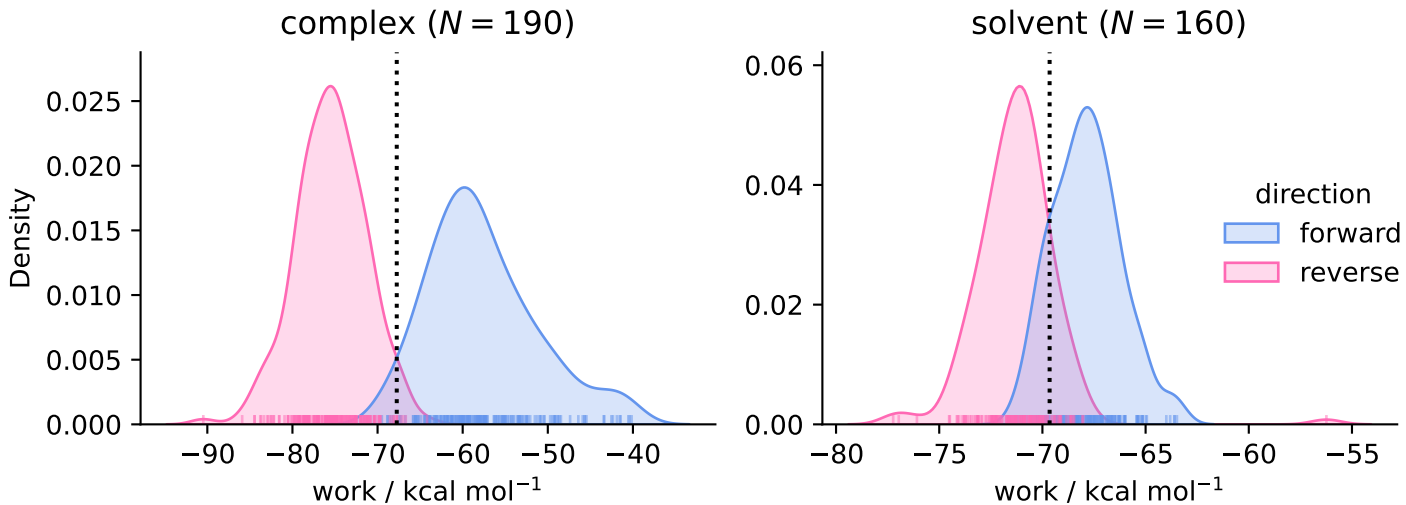 complex (N = 190)
Density
0.025
0.020
0.015
0.010
0.005
0.000
−90 −80 −70 −60 −50 −40
work / kcal mol⁻¹
solvent (N = 160)
0.06
0.04
0.02
0.00
−80 −75 −70 −65 −60 −55
work / kcal mol⁻¹
direction
forward
reverse